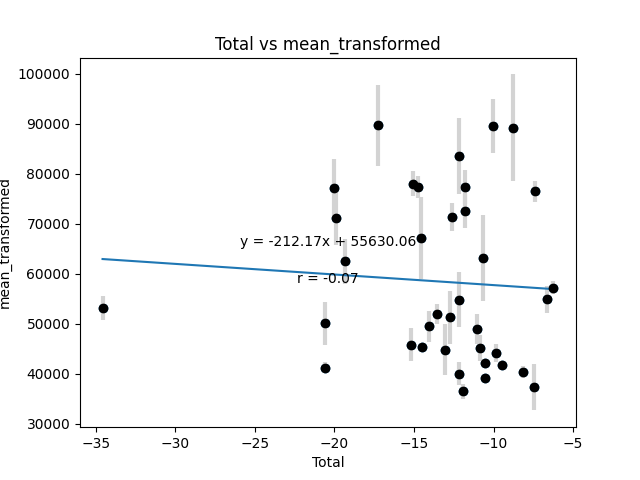 Total vs mean_transformed
100000
90000
80000
70000
60000
50000
40000
30000
mean_transformed
y = -212.17x + 55630.06
r = -0.07
−35 −30 −25 −20 −15 −10 −5
Total